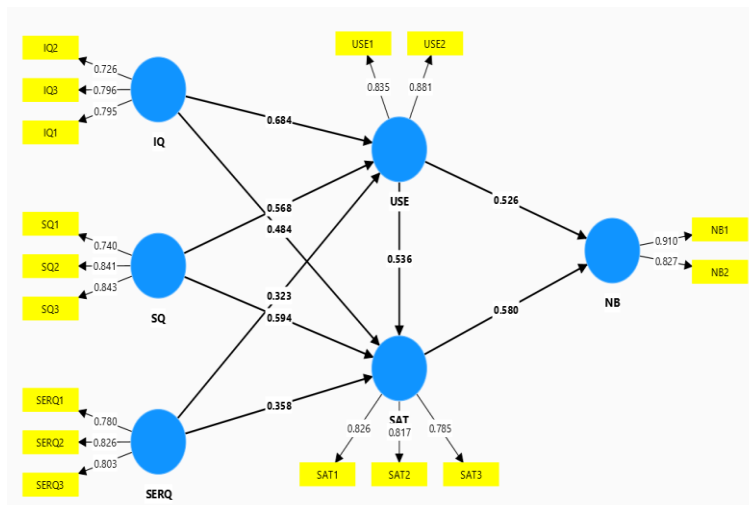 USE1 USE2
IQ2
0.726
IQ3
0.796
IQ1
0.795
IQ
0.835
0.881
0.684
USE
SQ1
0.740
SQ2
0.841
SQ3
0.843
SQ
0.568
0.484
0.526
0.536
NB1
0.910
NB2
0.827
NB
0.323
0.594
0.580
SAT
SERQ1
0.780
SERQ2
0.826
SERQ3
0.803
SERQ
0.358
0.826
0.817
0.785
SAT1 SAT2 SAT3